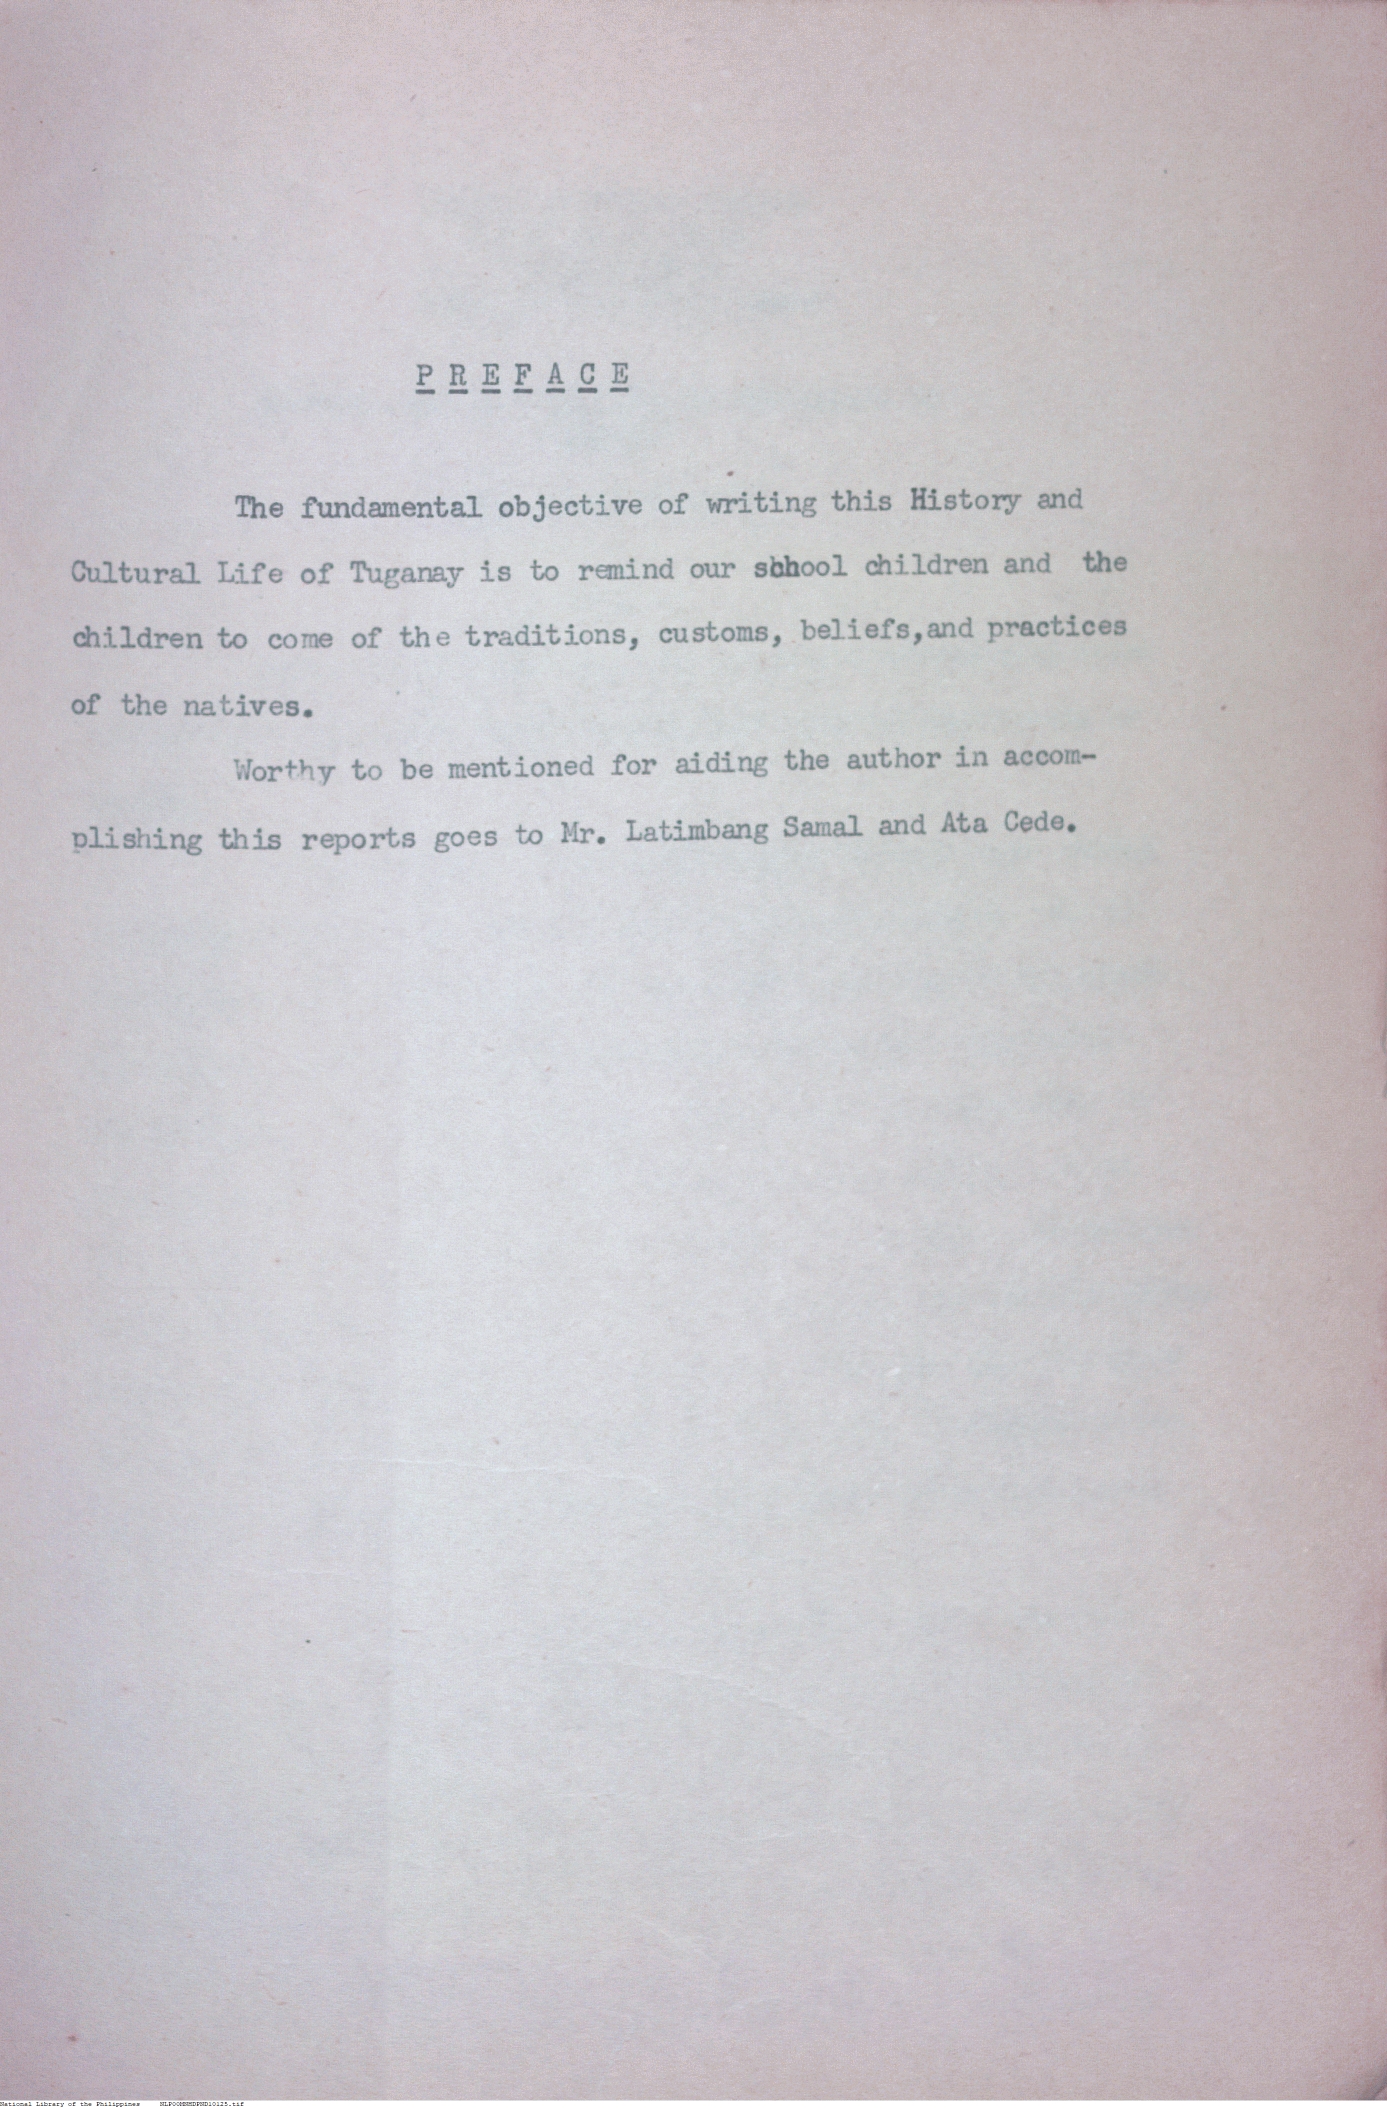 P R E F A C E
The fundamental objective of writing this History and
Cultural Life of Tuganay is to remind our school children and the
children to come of the traditions, customs, beliefs,and practices
of the natives.
Worthy to be mentioned for aiding the author in accom-
plishing this reports goes to Mr. Latimbang Samal and Ata Cede.
National Library of the Philippines NLPOOMNHDPND10125.tif